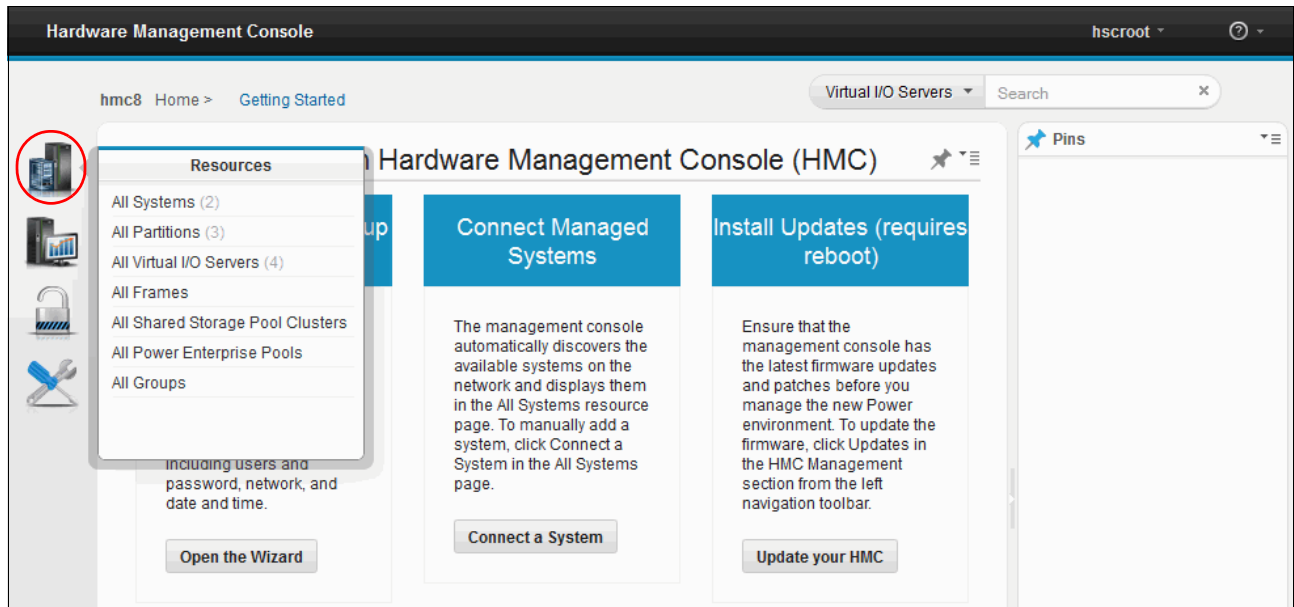 Hardware Management Console
hscroot
hmc8 Home > Getting Started
Virtual I/O Servers
Search
Hardware Management Console (HMC)
Pins
Resources
All Systems (2)
All Partitions (3)
All Virtual I/O Servers (4)
All Frames
All Shared Storage Pool Clusters
All Power Enterprise Pools
All Groups
including users and
password, network, and
date and time.
Open the Wizard
Connect Managed
Systems
The management console
automatically discovers the
available systems on the
network and displays them
in the All Systems resource
page. To manually add a
system, click Connect a
System in the All Systems
page.
Connect a System
Install Updates (requires
reboot)
Ensure that the
management console has
the latest firmware updates
and patches before you
manage the new Power
environment. To update the
firmware, click Updates in
the HMC Management
section from the left
navigation toolbar.
Update your HMC